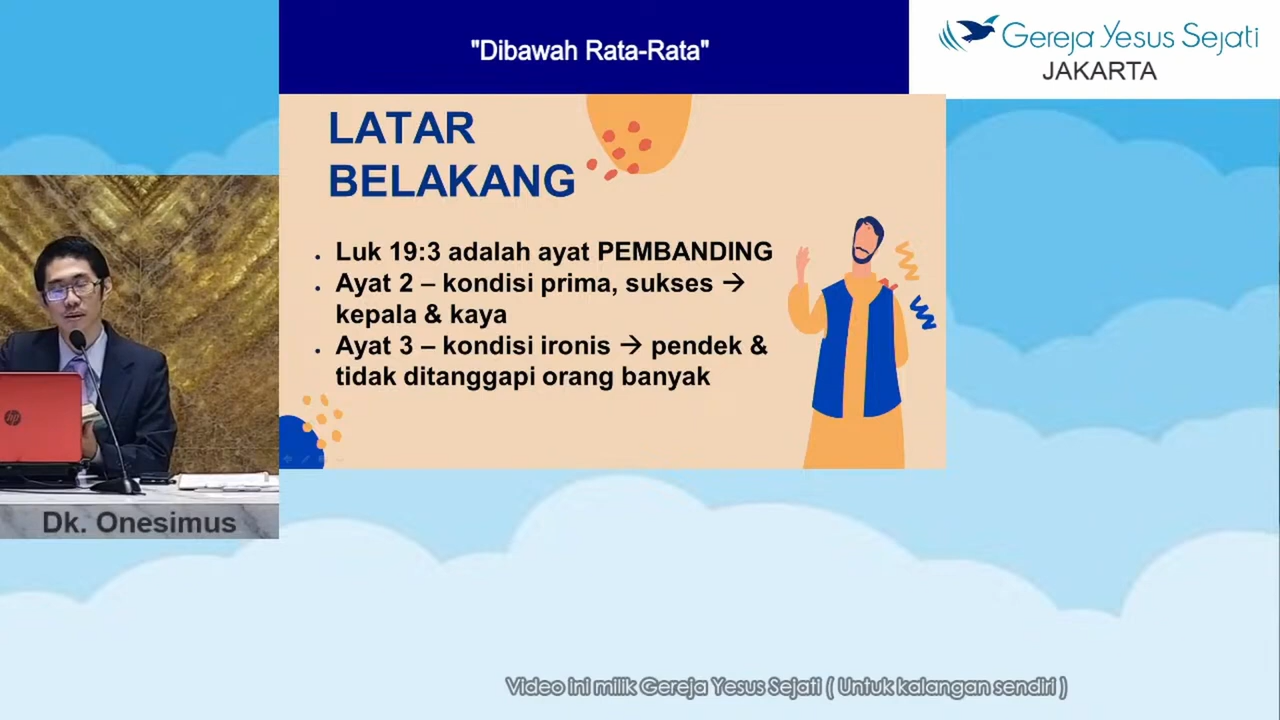 "Dibawah Rata-Rata"
Gereja Yesus Sejati
JAKARTA
LATAR
BELAKANG
• Luk 19:3 adalah ayat PEMBANDING
• Ayat 2 – kondisi prima, sukses →
kepala & kaya
• Ayat 3 – kondisi ironis → pendek &
tidak ditanggapi orang banyak
hp
Dk. Onesimus
Video ini milik Gereja Yesus Sejati ( Untuk kalangan sendiri )